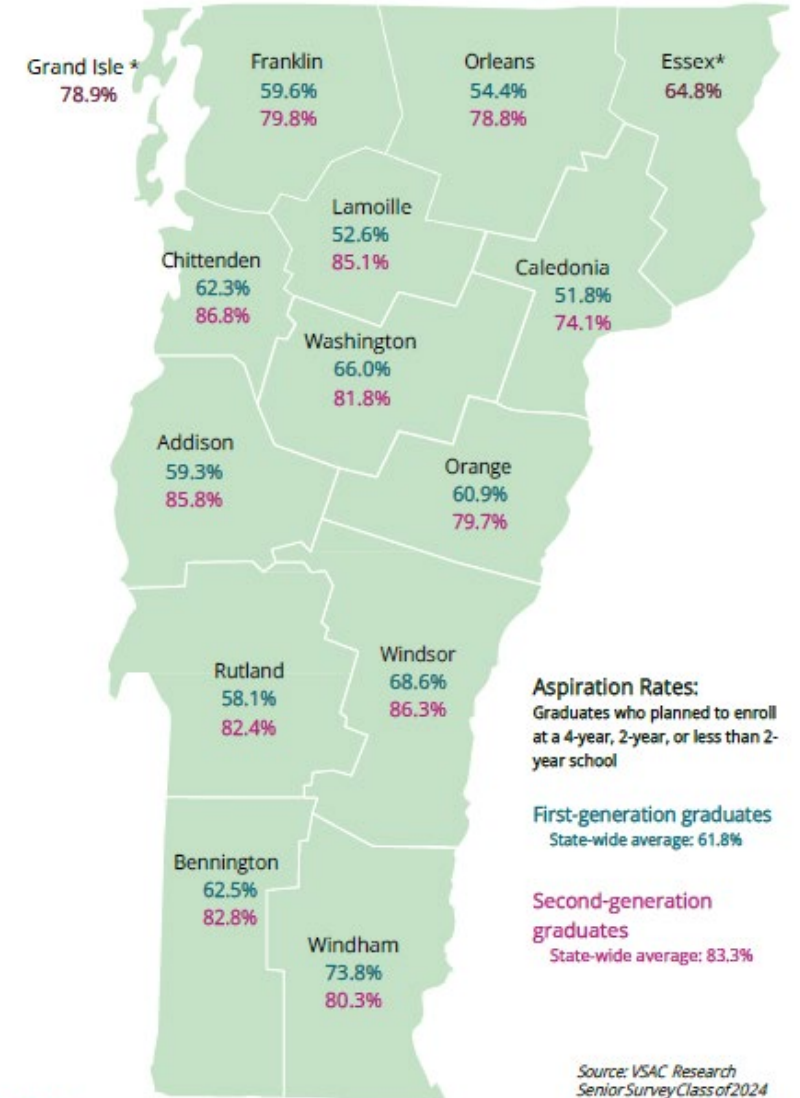 Grand Isle *
78.9%
Franklin
59.6%
79.8%
Orleans
54.4%
78.8%
Essex*
64.8%
Lamoille
52.6%
85.1%
Chittenden
62.3%
86.8%
Caledonia
51.8%
74.1%
Washington
66.0%
81.8%
Addison
59.3%
85.8%
Orange
60.9%
79.7%
Rutland
58.1%
82.4%
Windsor
68.6%
86.3%
Bennington
62.5%
82.8%
Windham
73.8%
80.3%
Aspiration Rates:
Graduates who planned to enroll
at a 4-year, 2-year, or less than 2-
year school
First-generation graduates
State-wide average: 61.8%
Second-generation
graduates
State-wide average: 83.3%
Source: VSAC Research
Senior Survey Class of 2024